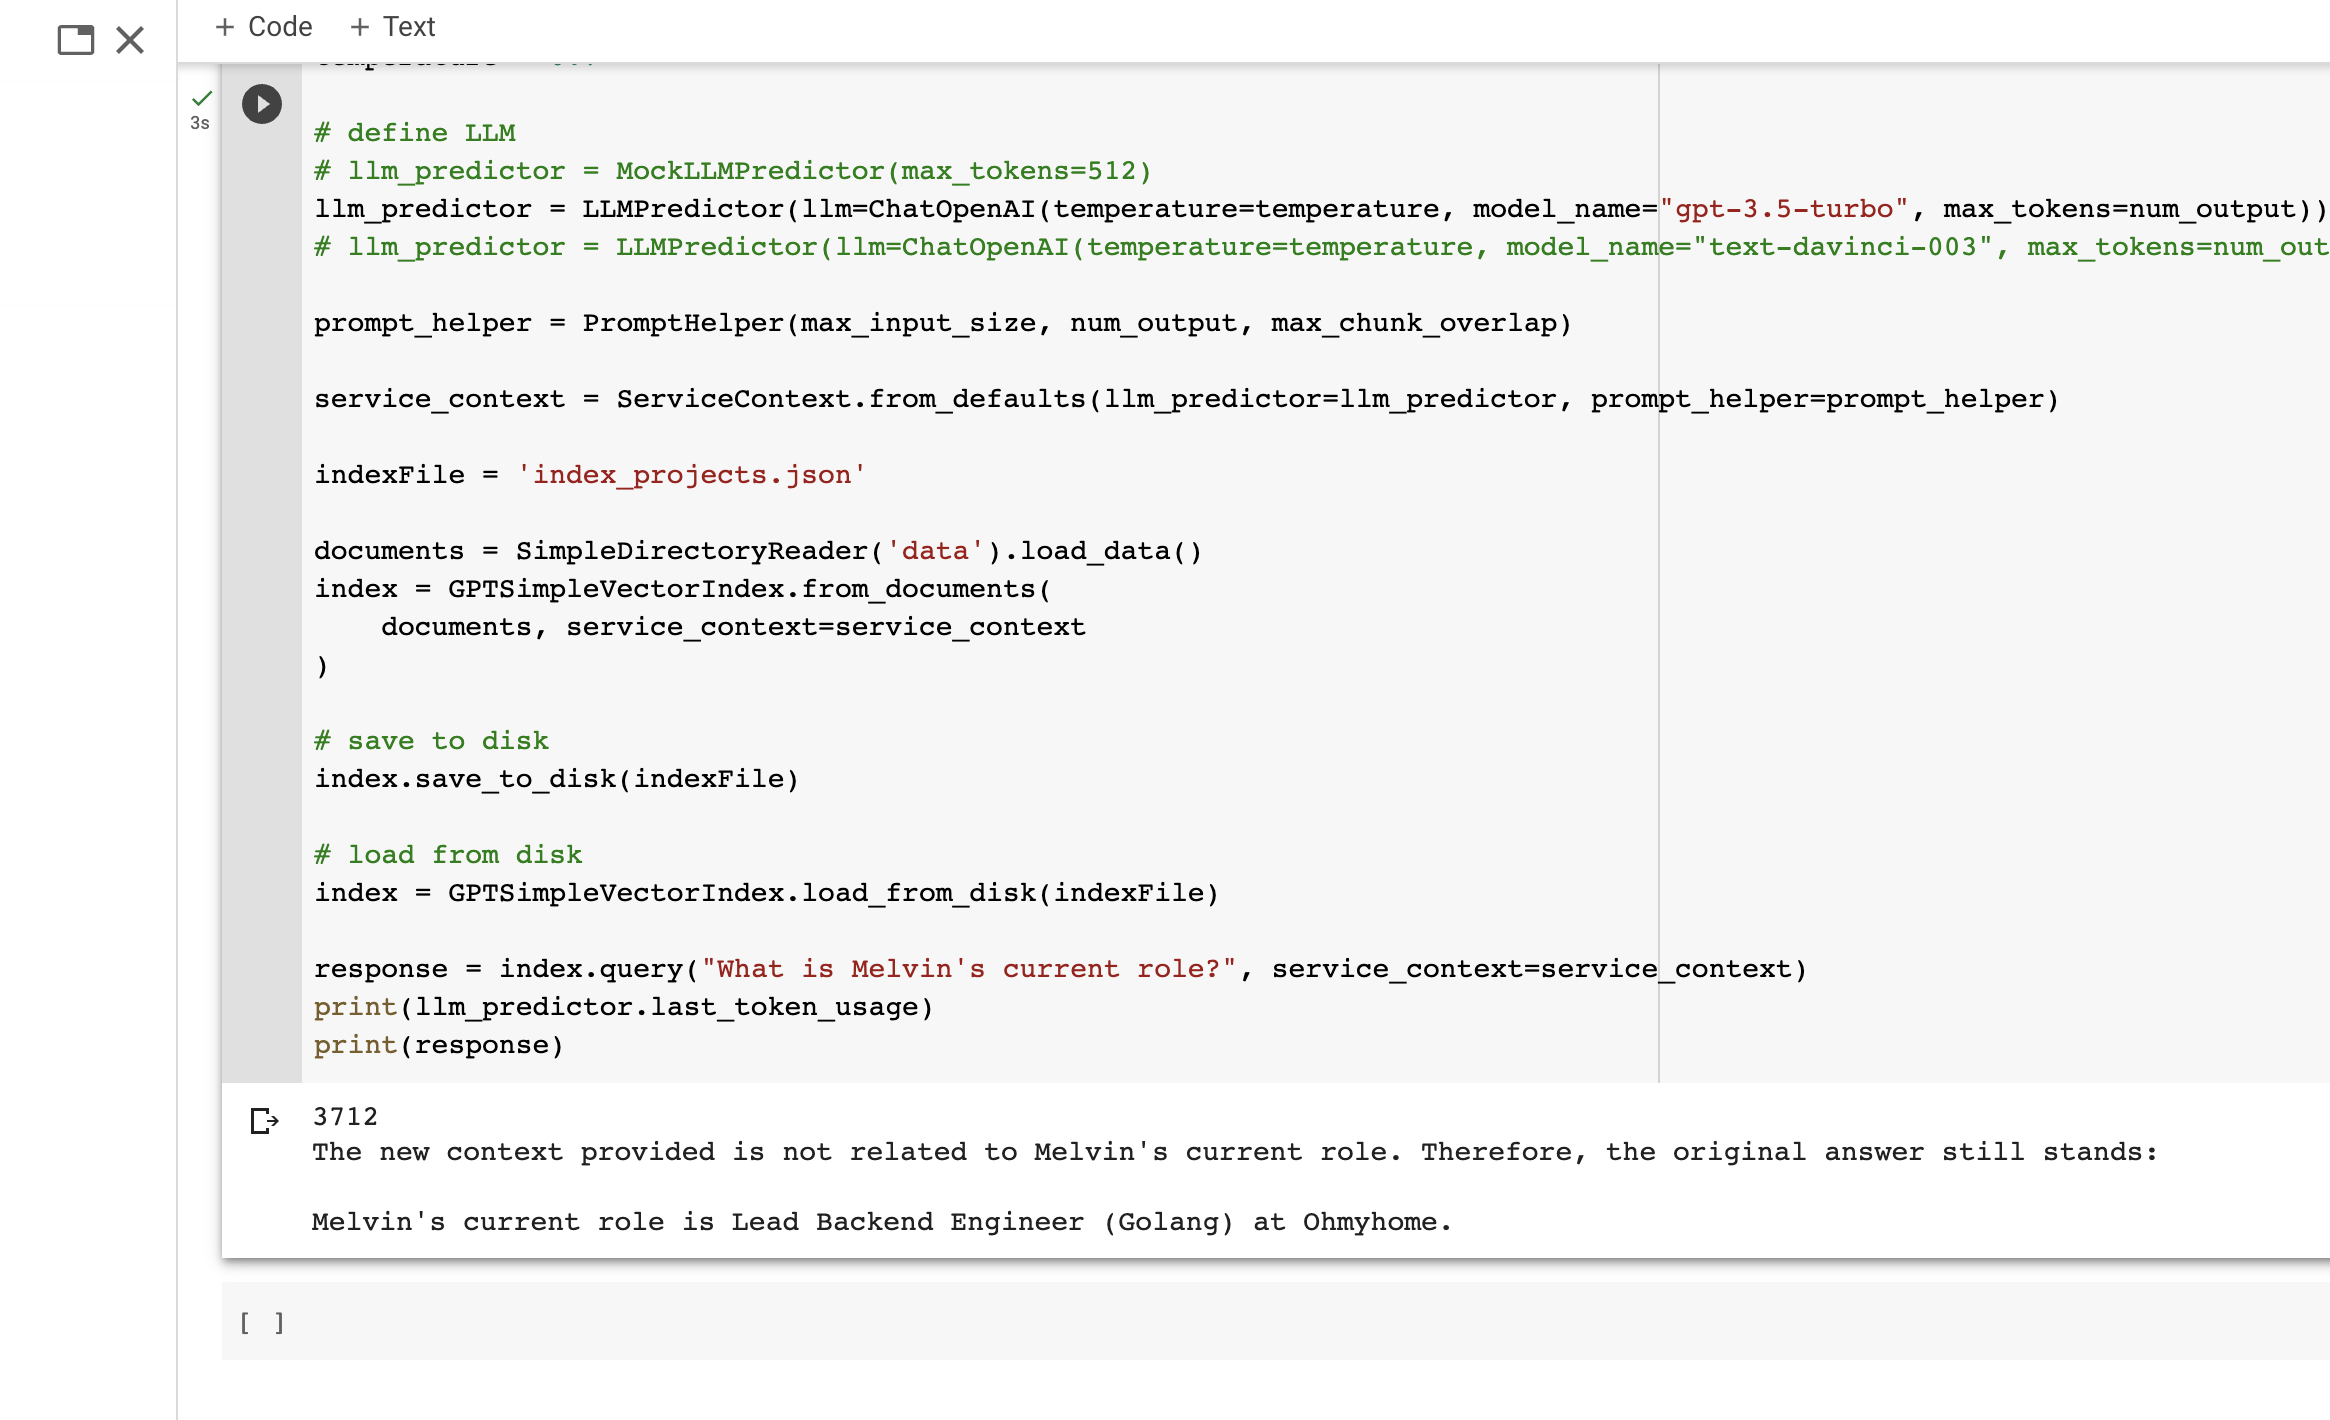 + Code + Text
3s
# define LLM
# llm_predictor = MockLLMPredictor(max_tokens=512)
llm_predictor = LLMPredictor(llm=ChatOpenAI(temperature=temperature, model_name="gpt-3.5-turbo", max_tokens=num_output))
# llm_predictor = LLMPredictor(llm=ChatOpenAI(temperature=temperature, model_name="text-davinci-003", max_tokens=num_out
prompt_helper = PromptHelper(max_input_size, num_output, max_chunk_overlap)
service_context = ServiceContext.from_defaults(llm_predictor=llm_predictor, prompt_helper=prompt_helper)
indexFile = 'index_projects.json'
documents = SimpleDirectoryReader('data').load_data()
index = GPTSimpleVectorIndex.from_documents(
    documents, service_context=service_context
)
# save to disk
index.save_to_disk(indexFile)
# load from disk
index = GPTSimpleVectorIndex.load_from_disk(indexFile)
response = index.query("What is Melvin's current role?", service_context=service_context)
print(llm_predictor.last_token_usage)
print(response)
3712
The new context provided is not related to Melvin's current role. Therefore, the original answer still stands:
Melvin's current role is Lead Backend Engineer (Golang) at Ohmyhome.
[ ]